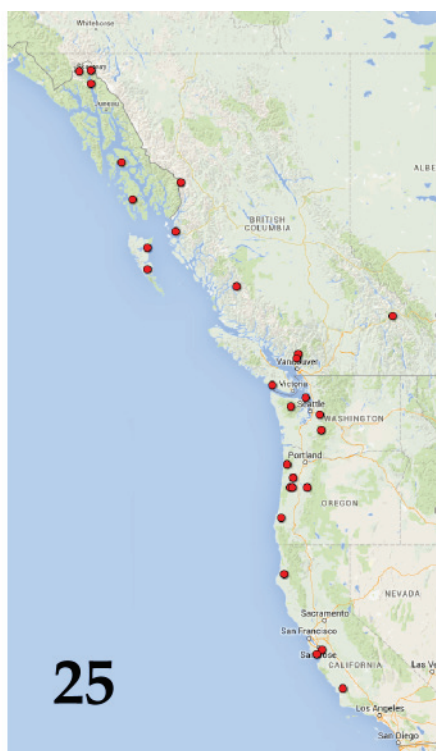 Whitehorse
Juneau
BRITISH
COLUMBIA
ALBE
Vancouver
Victoria
Seattle
WASHINGTON
Portland
OREGON
NEVADA
Sacramento
San Francisco
San Jose
CALIFORNIA
Las Ve
Los Angeles
San Diego
25